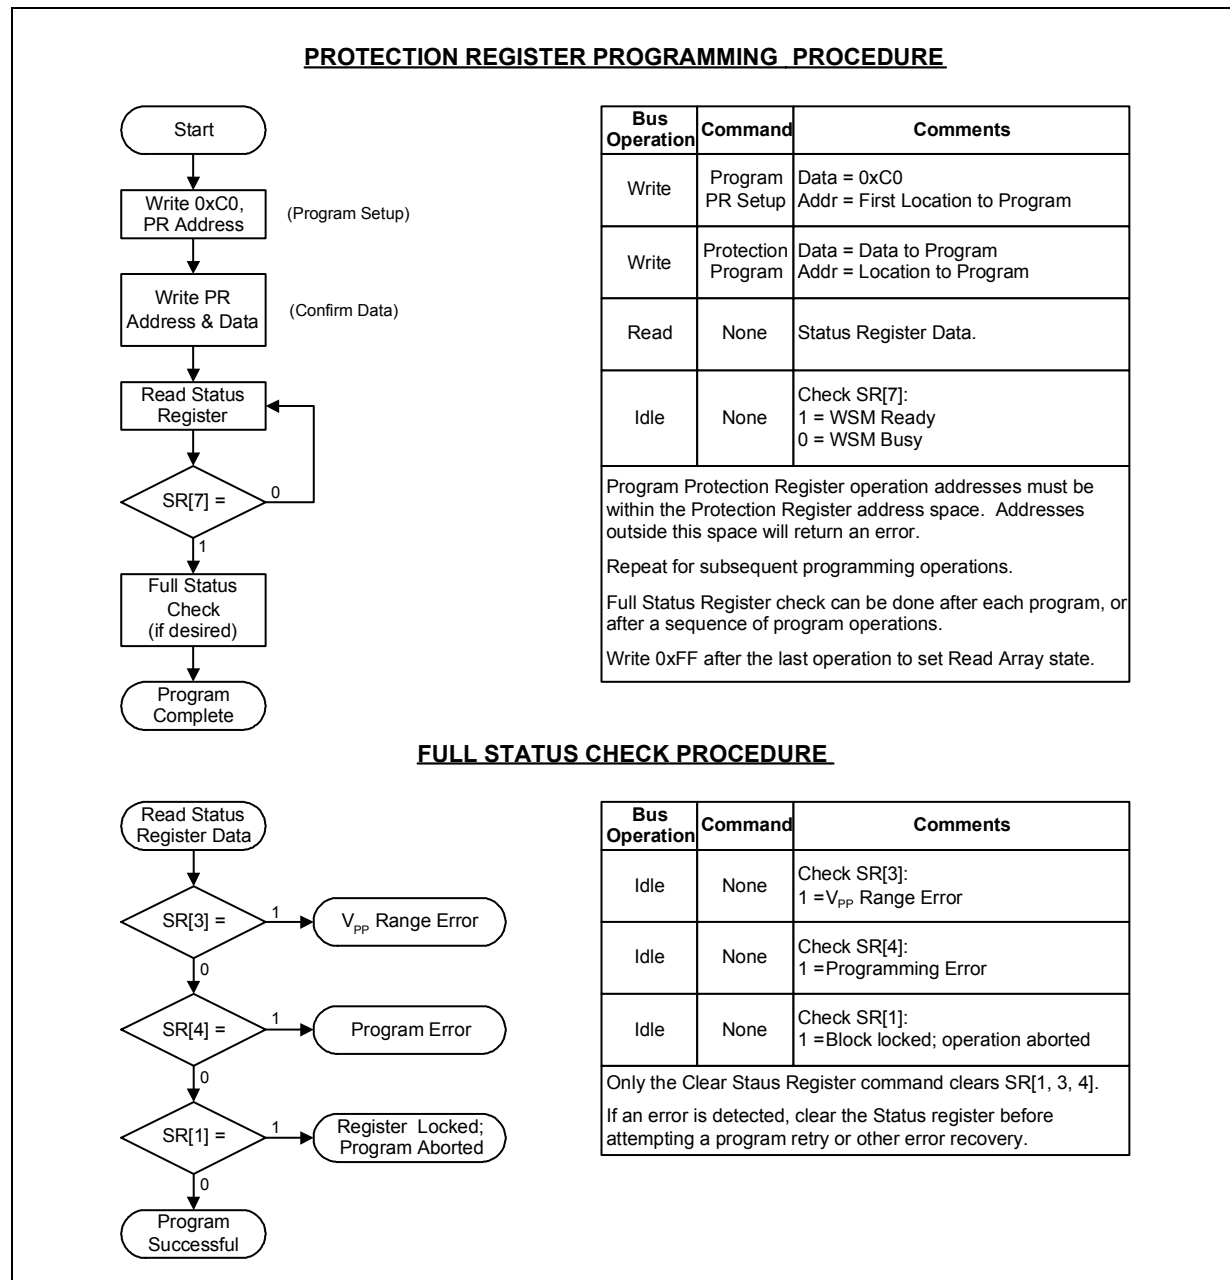 PROTECTION REGISTER PROGRAMMING PROCEDURE
Start
Write 0xC0,
PR Address
(Program Setup)
Write PR
Address & Data
(Confirm Data)
Read Status
Register
SR[7] =
0
1
Full Status
Check
(if desired)
Program
Complete
Bus
Operation
Command
Comments
Write
Program
PR Setup
Data = 0xC0
Addr = First Location to Program
Write
Protection
Program
Data = Data to Program
Addr = Location to Program
Read
None
Status Register Data.
Idle
None
Check SR[7]:
1 = WSM Ready
0 = WSM Busy
Program Protection Register operation addresses must be
within the Protection Register address space. Addresses
outside this space will return an error.
Repeat for subsequent programming operations.
Full Status Register check can be done after each program, or
after a sequence of program operations.
Write 0xFF after the last operation to set Read Array state.
FULL STATUS CHECK PROCEDURE
Read Status
Register Data
SR[3] =
1
VPP Range Error
0
SR[4] =
1
Program Error
0
SR[1] =
1
Register Locked;
Program Aborted
0
Program
Successful
Bus
Operation
Command
Comments
Idle
None
Check SR[3]:
1 =VPP Range Error
Idle
None
Check SR[4]:
1 =Programming Error
Idle
None
Check SR[1]:
1 =Block locked; operation aborted
Only the Clear Staus Register command clears SR[1, 3, 4].
If an error is detected, clear the Status register before
attempting a program retry or other error recovery.